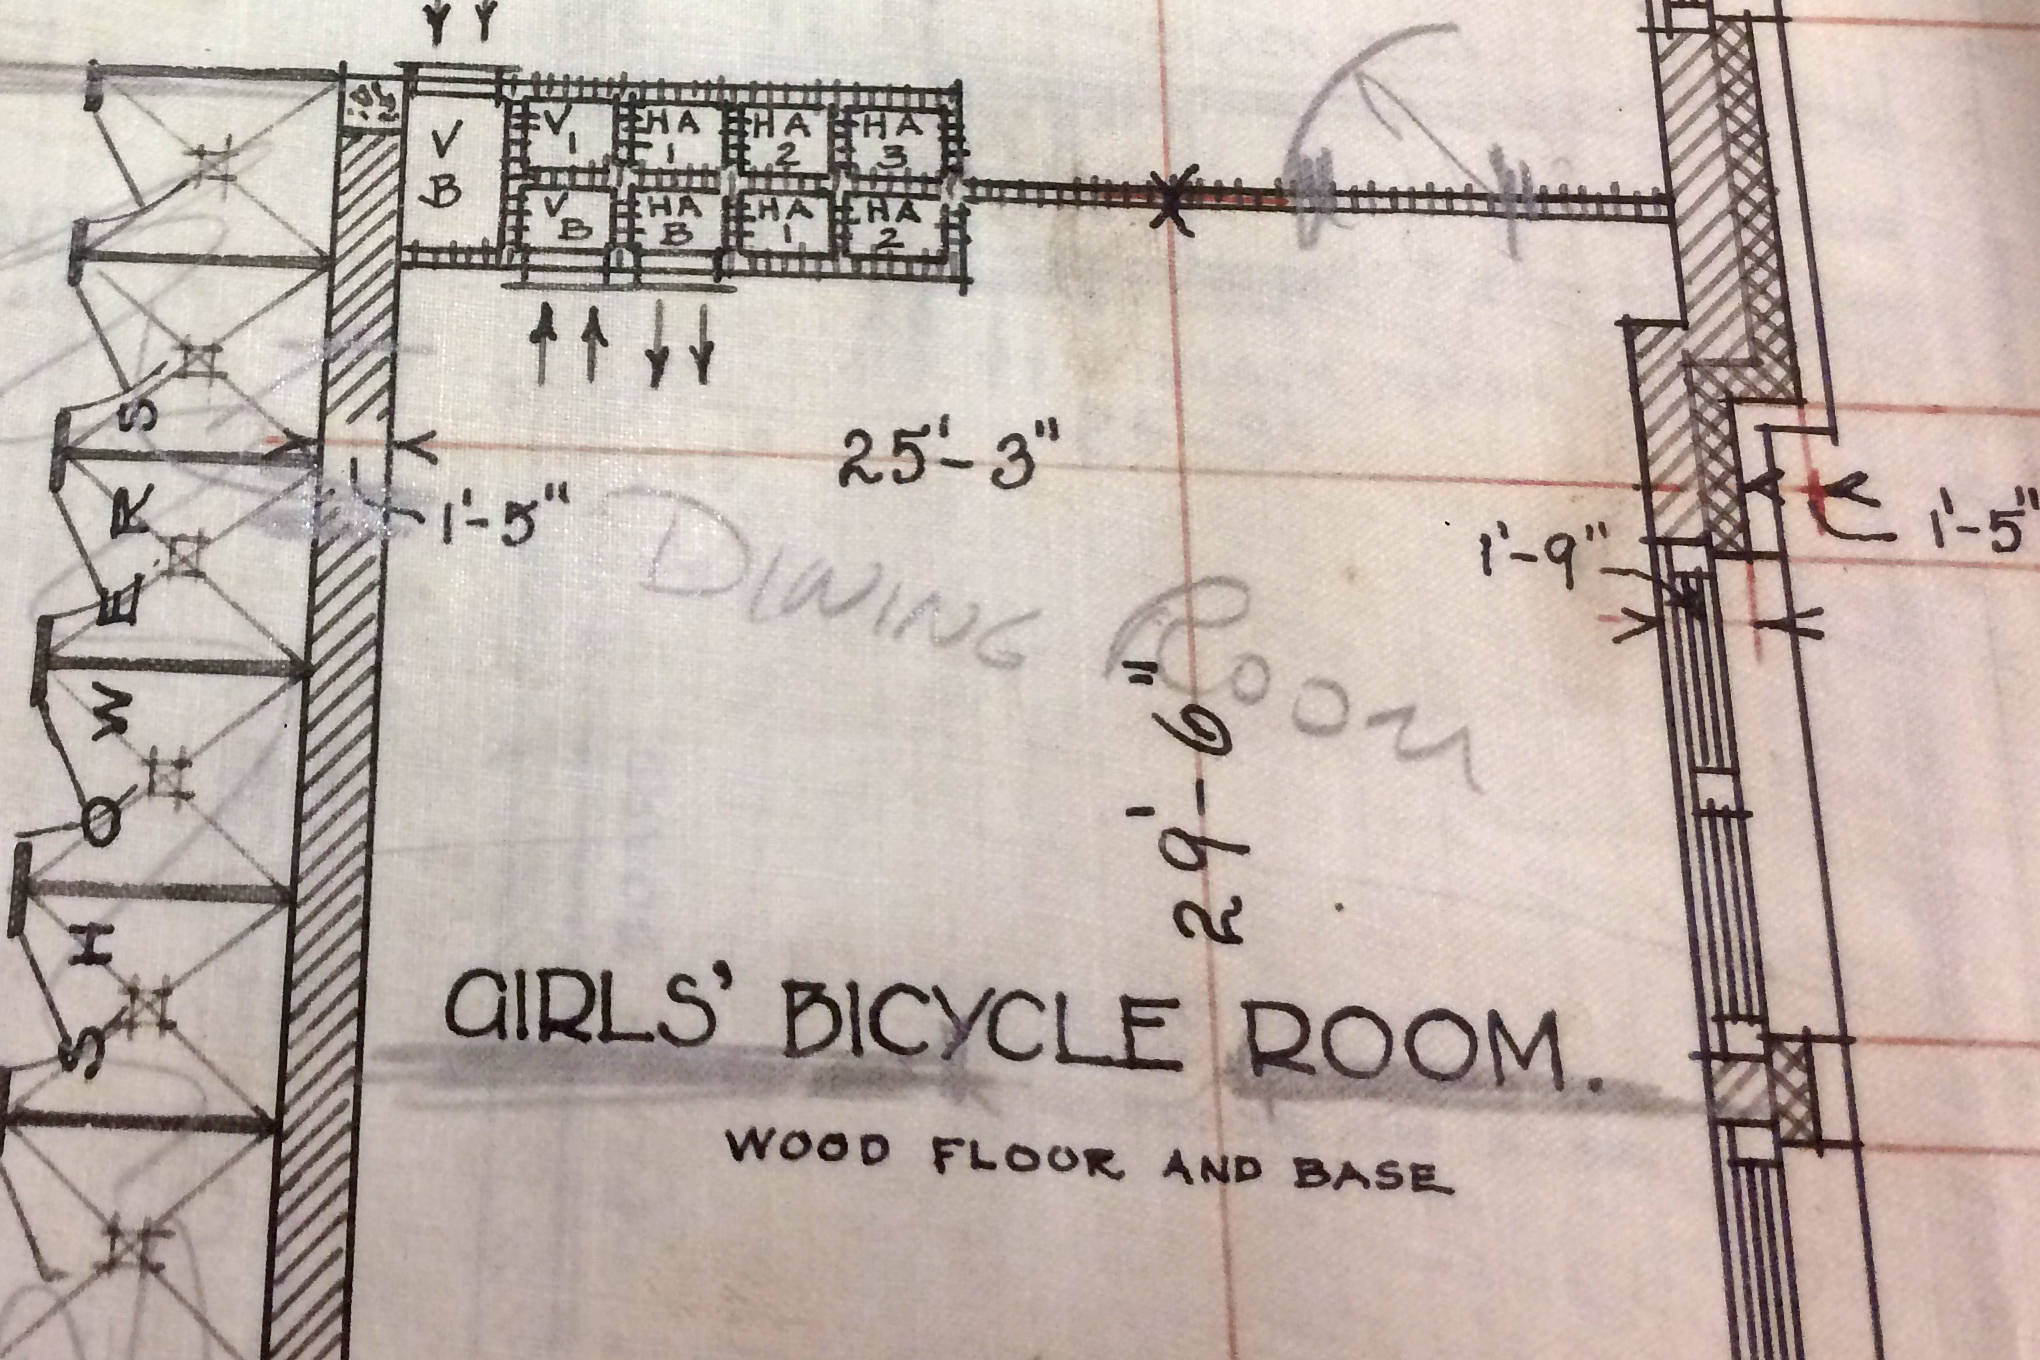 V B
V 1
HA 1
HA 2
HA 3
V B
HA B
HA 1
HA 2
25'-3"
1'-5"
1'-9"
1'-5"
DINING ROOM
29'-6"
SHOWERS
GIRLS' BICYCLE ROOM.
WOOD FLOOR AND BASE